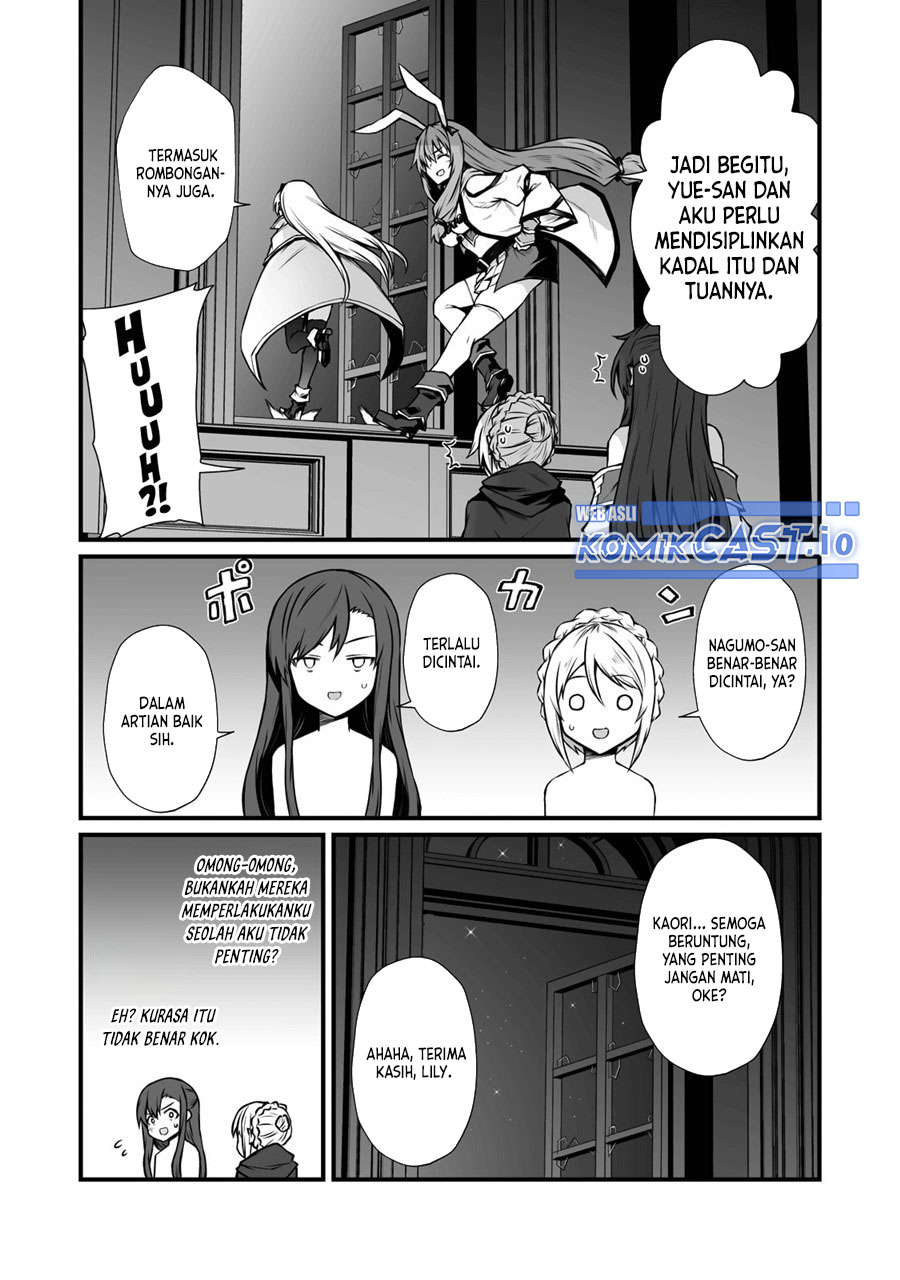 JADI BEGITU,
YUE-SAN DAN
AKU PERLU
MENDISIPLINKAN
KADAL ITU DAN
TUANNYA.
TERMASUK
ROMBONGAN-
NYA JUGA.
HUUUH?!
WEB ASLI
KOMIKCAST.io
NAGUMO-SAN
BENAR-BENAR
DICINTAI, YA?
TERLALU
DICINTAI.
DALAM
ARTIAN BAIK
SIH.
ポカン
KAORI... SEMOGA
BERUNTUNG,
YANG PENTING
JANGAN MATI,
OKE?
AHAHA, TERIMA
KASIH, LILY.
OMONG-OMONG,
BUKANKAH MEREKA
MEMPERLAKUKANKU
SEOLAH AKU TIDAK
PENTING?
EH? KURASA ITU
TIDAK BENAR KOK.